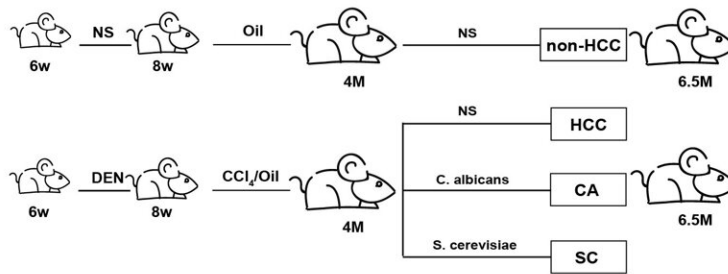 NS
Oil
NS
non-HCC
6w
8w
4M
6.5M
NS
HCC
DEN
CCl₄/Oil
C. albicans
CA
6w
8w
4M
6.5M
S. cerevisiae
SC